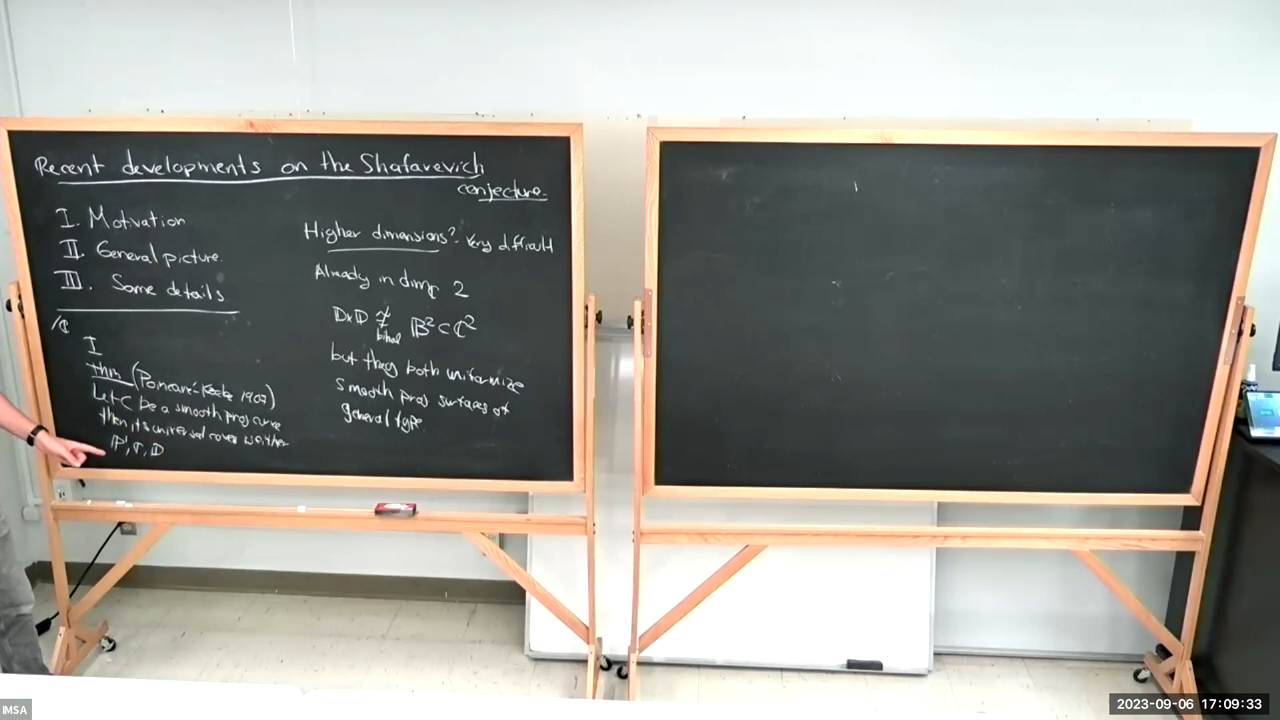 Recent developments on the Shafarevich
conjecture.
I. Motivation
II. General picture.
III. Some details
/ℂ
I
Thm (Poincaré-Koebe 1907)
Let C be a smooth proj curve
then its universal cover is either
ℙ¹, ℂ, 𝔻
Higher dimensions? Very difficult
Already in dim_ℂ 2
𝔻×𝔻 ≄ 𝔹² ⊂ ℂ²
bihol
but they both uniformize
smooth proj surfaces of
general type.
IMSA
2023-09-06 17:09:33